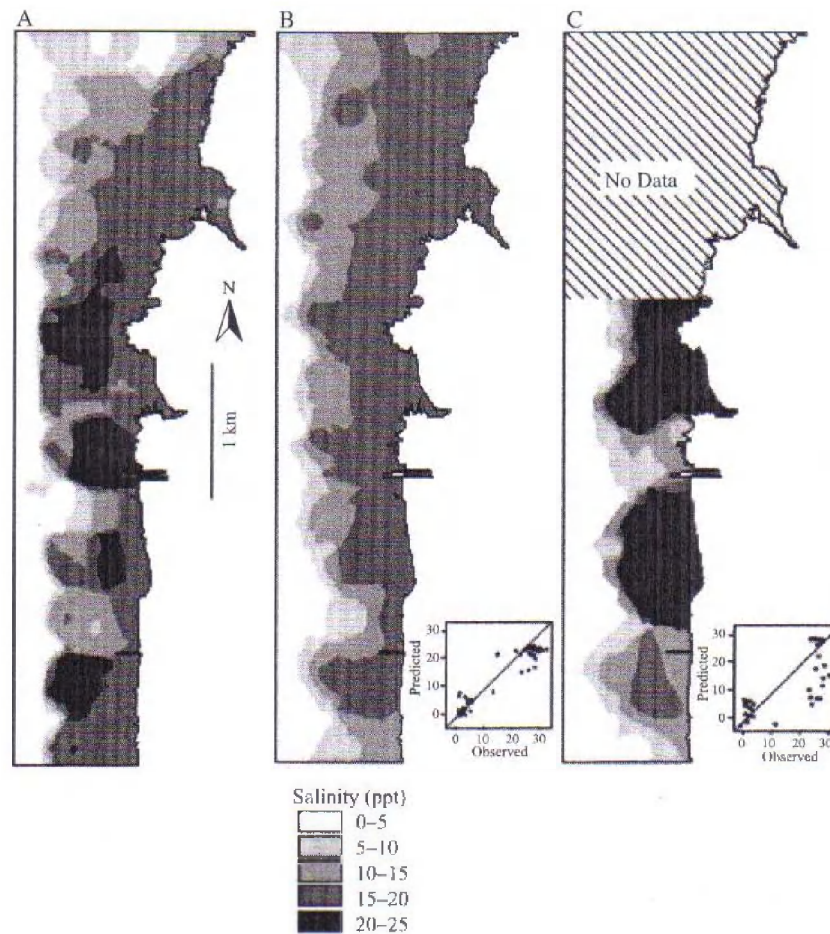 A
B
C
No Data
N
1 km
30
20
10
0
Predicted
0 10 20 30
Observed
30
20
10
0
Predicted
0 10 20 30
Observed
Salinity (ppt)
0–5
5–10
10–15
15–20
20–25